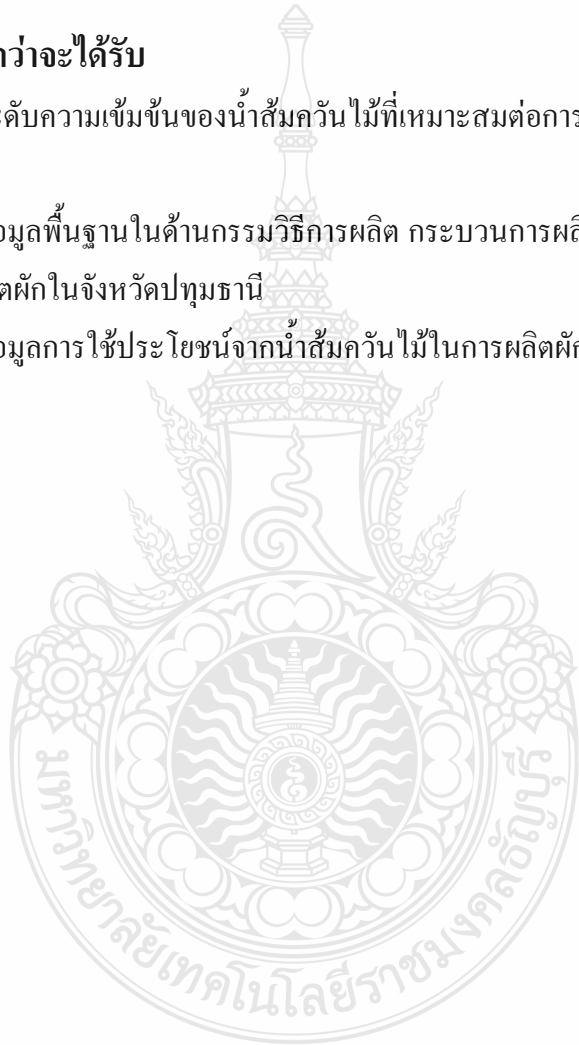 ว่าจะได้รับ
ดับความเข้มข้นของน้ำส้มควันไม้ที่เหมาะสมต่อการ
อมูลพื้นฐานในด้านกรรมวิธีการผลิต กระบวนการผลิ
ตผักในจังหวัดปทุมธานี
อมูลการใช้ประโยชน์จากน้ำส้มควันไม้ในการผลิตผัก
มหาวิทยาลัยเทคโนโลยีราชมงคลธัญบุรี